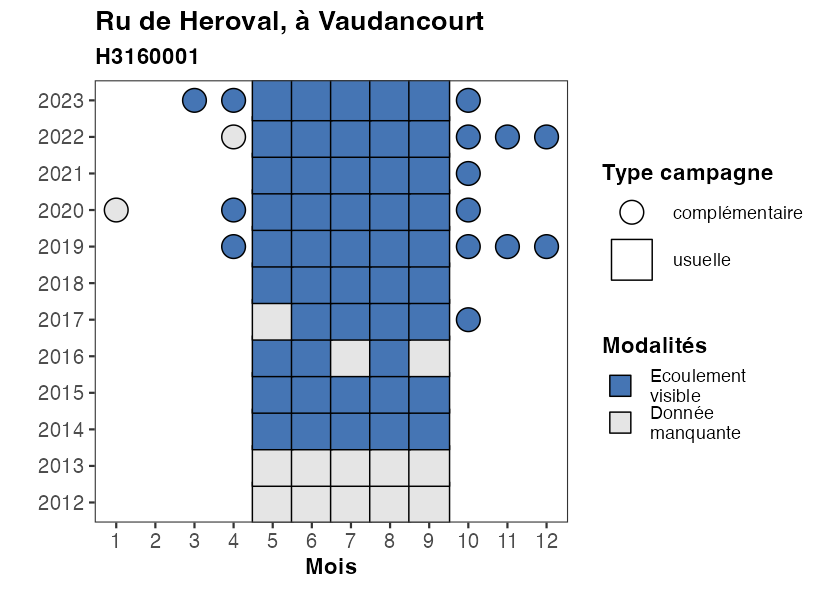 Ru de Heroval, à Vaudancourt
H3160001
2023
2022
2021
2020
2019
2018
2017
2016
2015
2014
2013
2012
1 2 3 4 5 6 7 8 9 10 11 12
Mois
Type campagne
complémentaire
usuelle
Modalités
Ecoulement
visible
Donnée
manquante